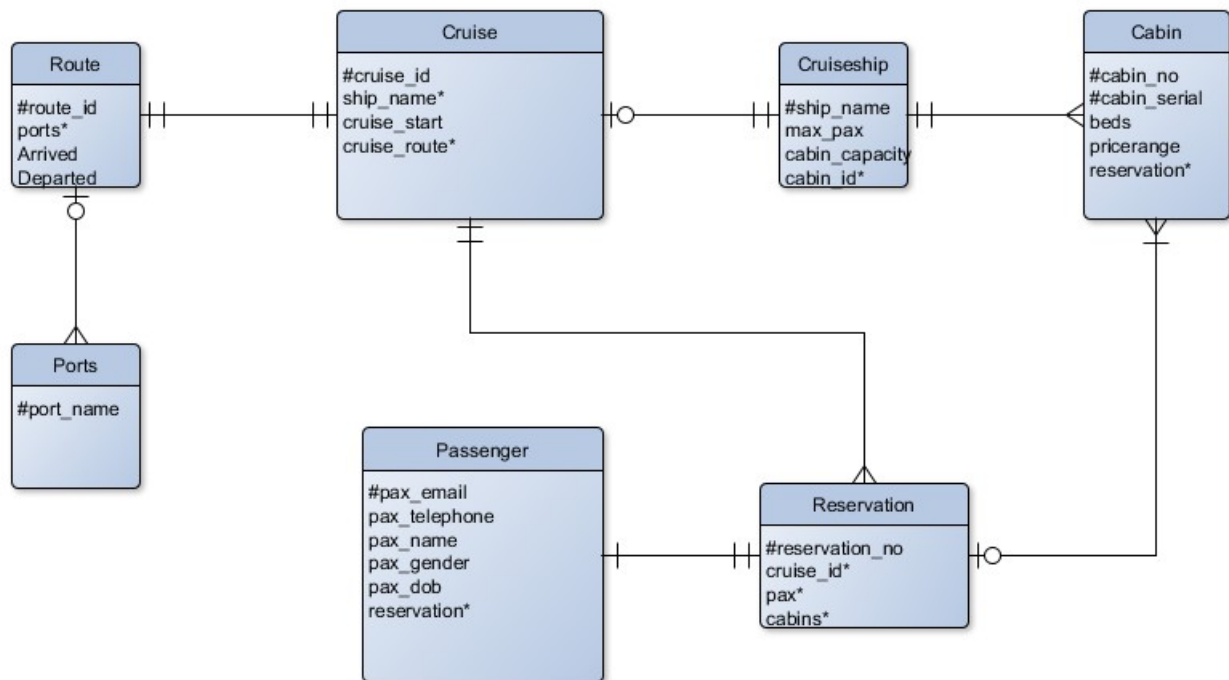 Route
#route_id
ports*
Arrived
Departed
Cruise
#cruise_id
ship_name*
cruise_start
cruise_route*
Cruiseship
#ship_name
max_pax
cabin_capacity
cabin_id*
Cabin
#cabin_no
#cabin_serial
beds
pricerange
reservation*
Ports
#port_name
Passenger
#pax_email
pax_telephone
pax_name
pax_gender
pax_dob
reservation*
Reservation
#reservation_no
cruise_id*
pax*
cabins*